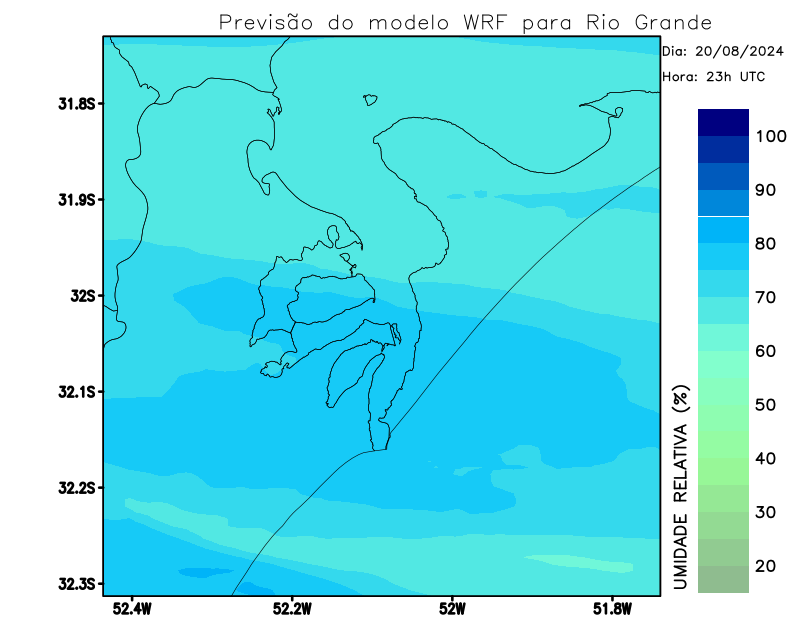 Previsão do modelo WRF para Rio Grande
Dia: 20/08/2024
Hora: 23h UTC
31.8S
31.9S
32S
32.1S
32.2S
32.3S
52.4W
52.2W
52W
51.8W
100
90
80
70
60
50
40
30
20
UMIDADE RELATIVA (%)